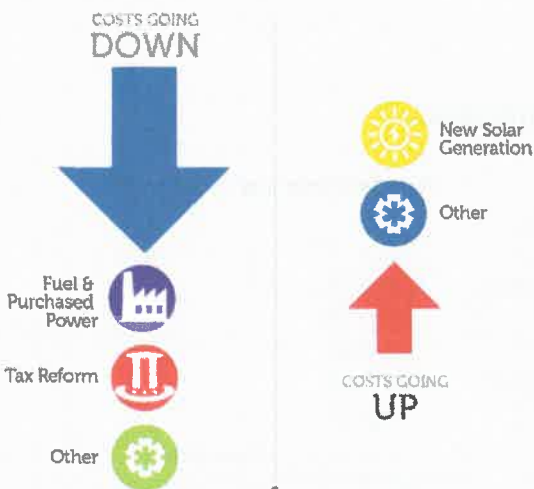 COSTS GOING
DOWN
Fuel &
Purchased
Power
Tax Reform
Other
New Solar
Generation
Other
COSTS GOING
UP